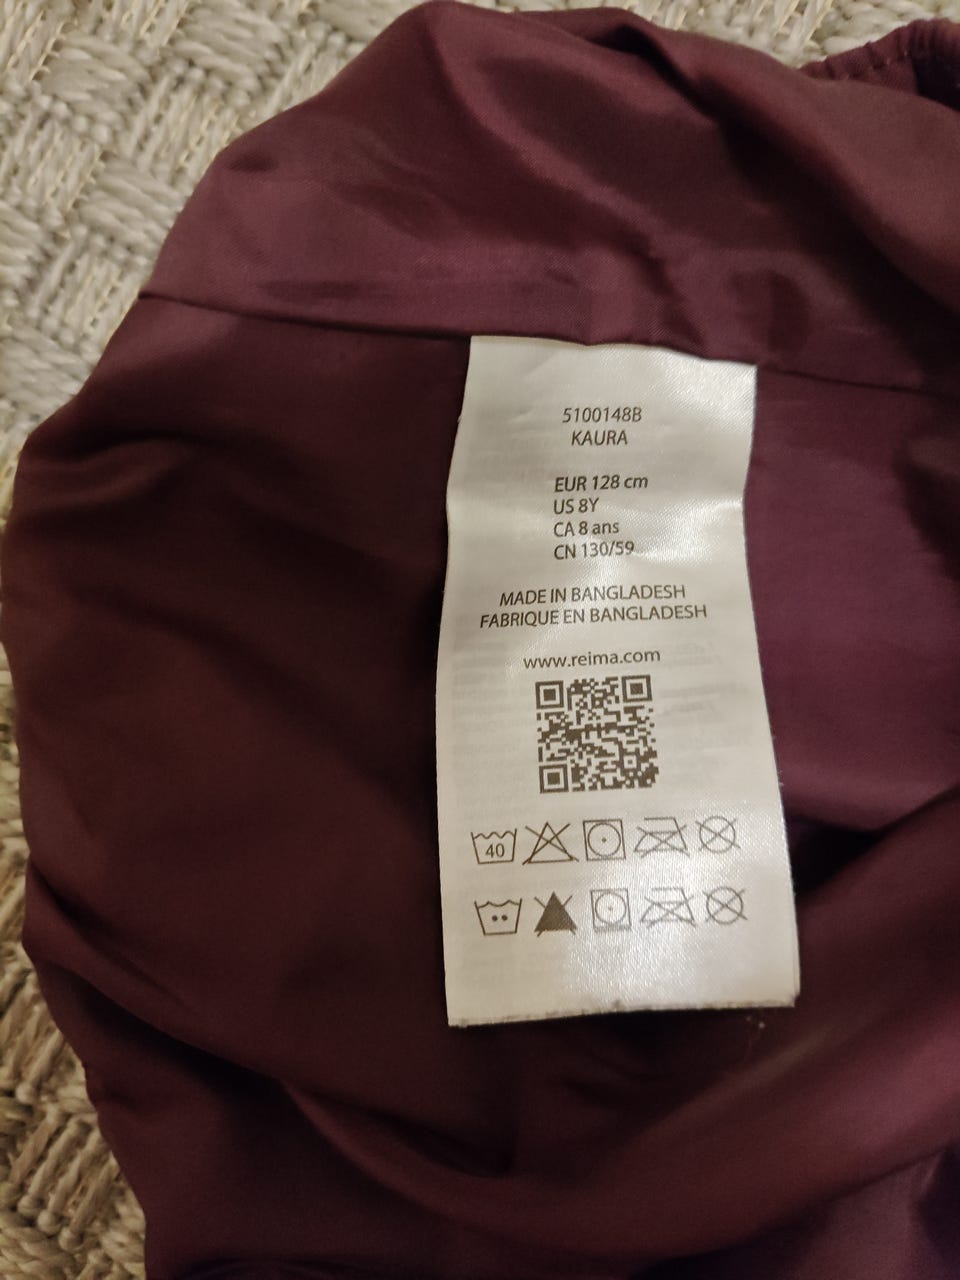 5100148B
KAURA
EUR 128 cm
US 8Y
CA 8 ans
CN 130/59
MADE IN BANGLADESH
FABRIQUE EN BANGLADESH
www.reima.com
40